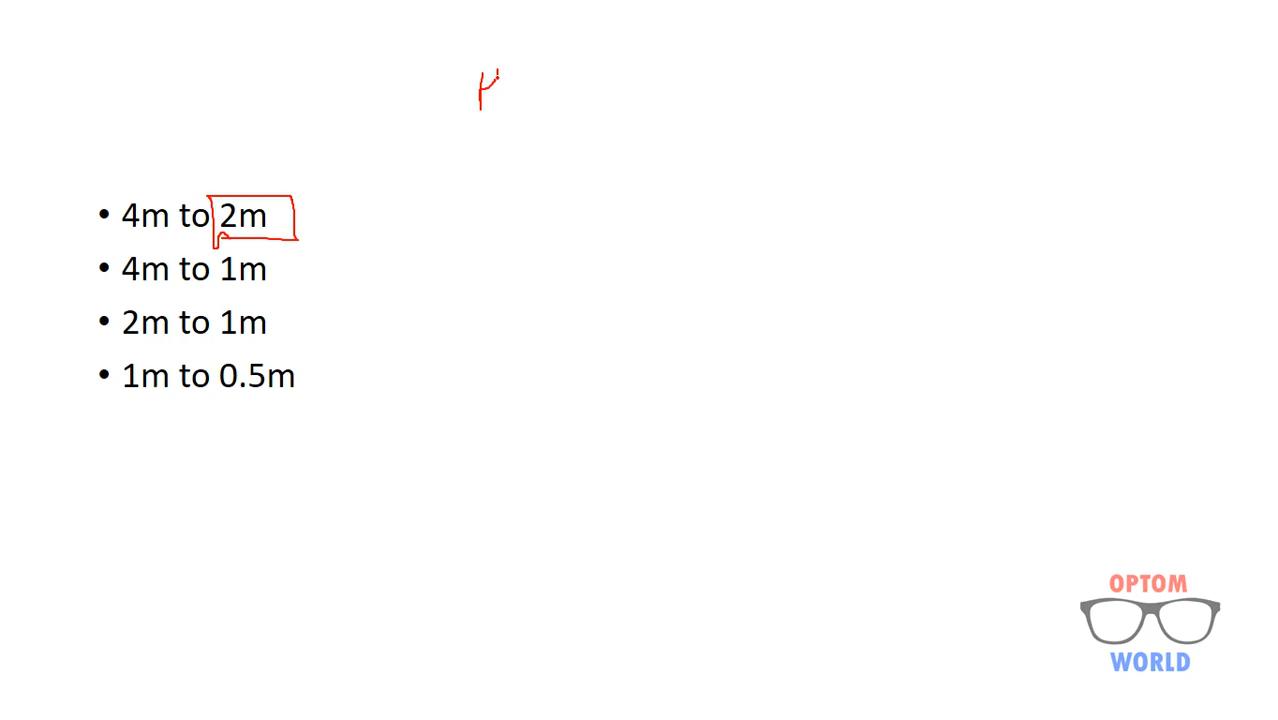 • 4m to 2m
• 4m to 1m
• 2m to 1m
• 1m to 0.5m
OPTOM
WORLD